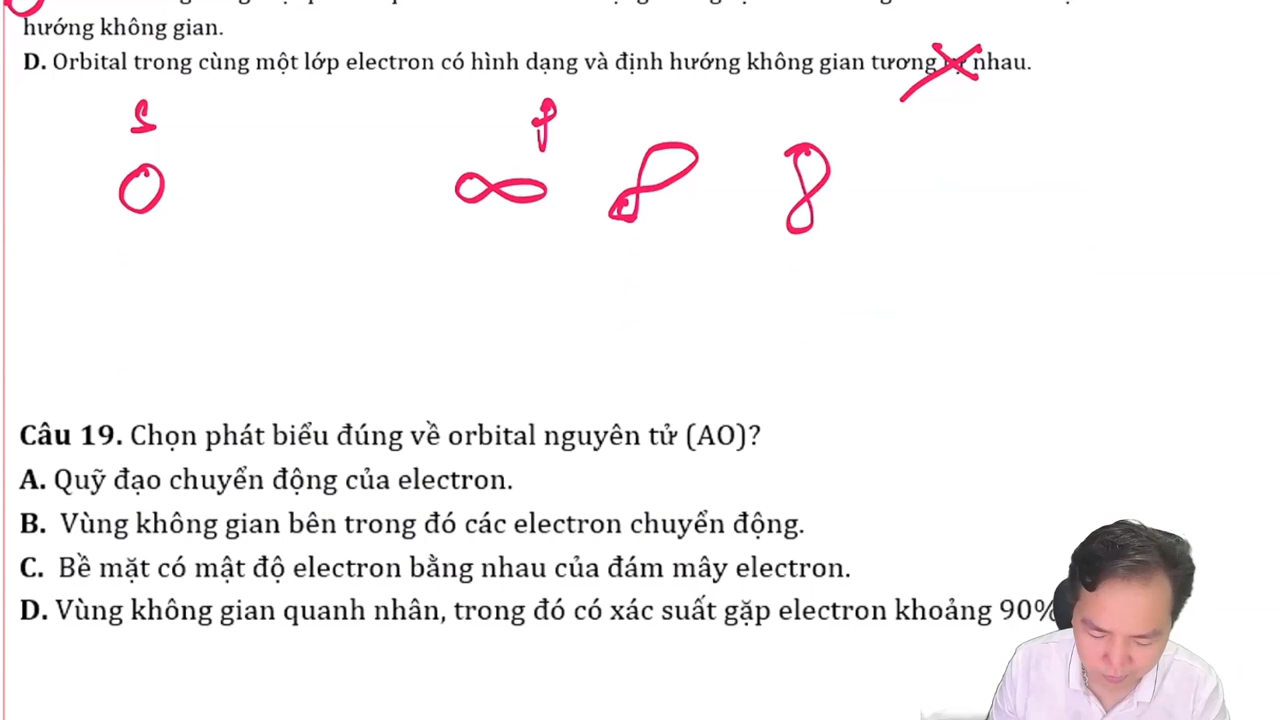 hướng không gian.
D. Orbital trong cùng một lớp electron có hình dạng và định hướng không gian tương tự nhau.
s p
Câu 19. Chọn phát biểu đúng về orbital nguyên tử (AO)?
A. Quỹ đạo chuyển động của electron.
B. Vùng không gian bên trong đó các electron chuyển động.
C. Bề mặt có mật độ electron bằng nhau của đám mây electron.
D. Vùng không gian quanh nhân, trong đó có xác suất gặp electron khoảng 90%